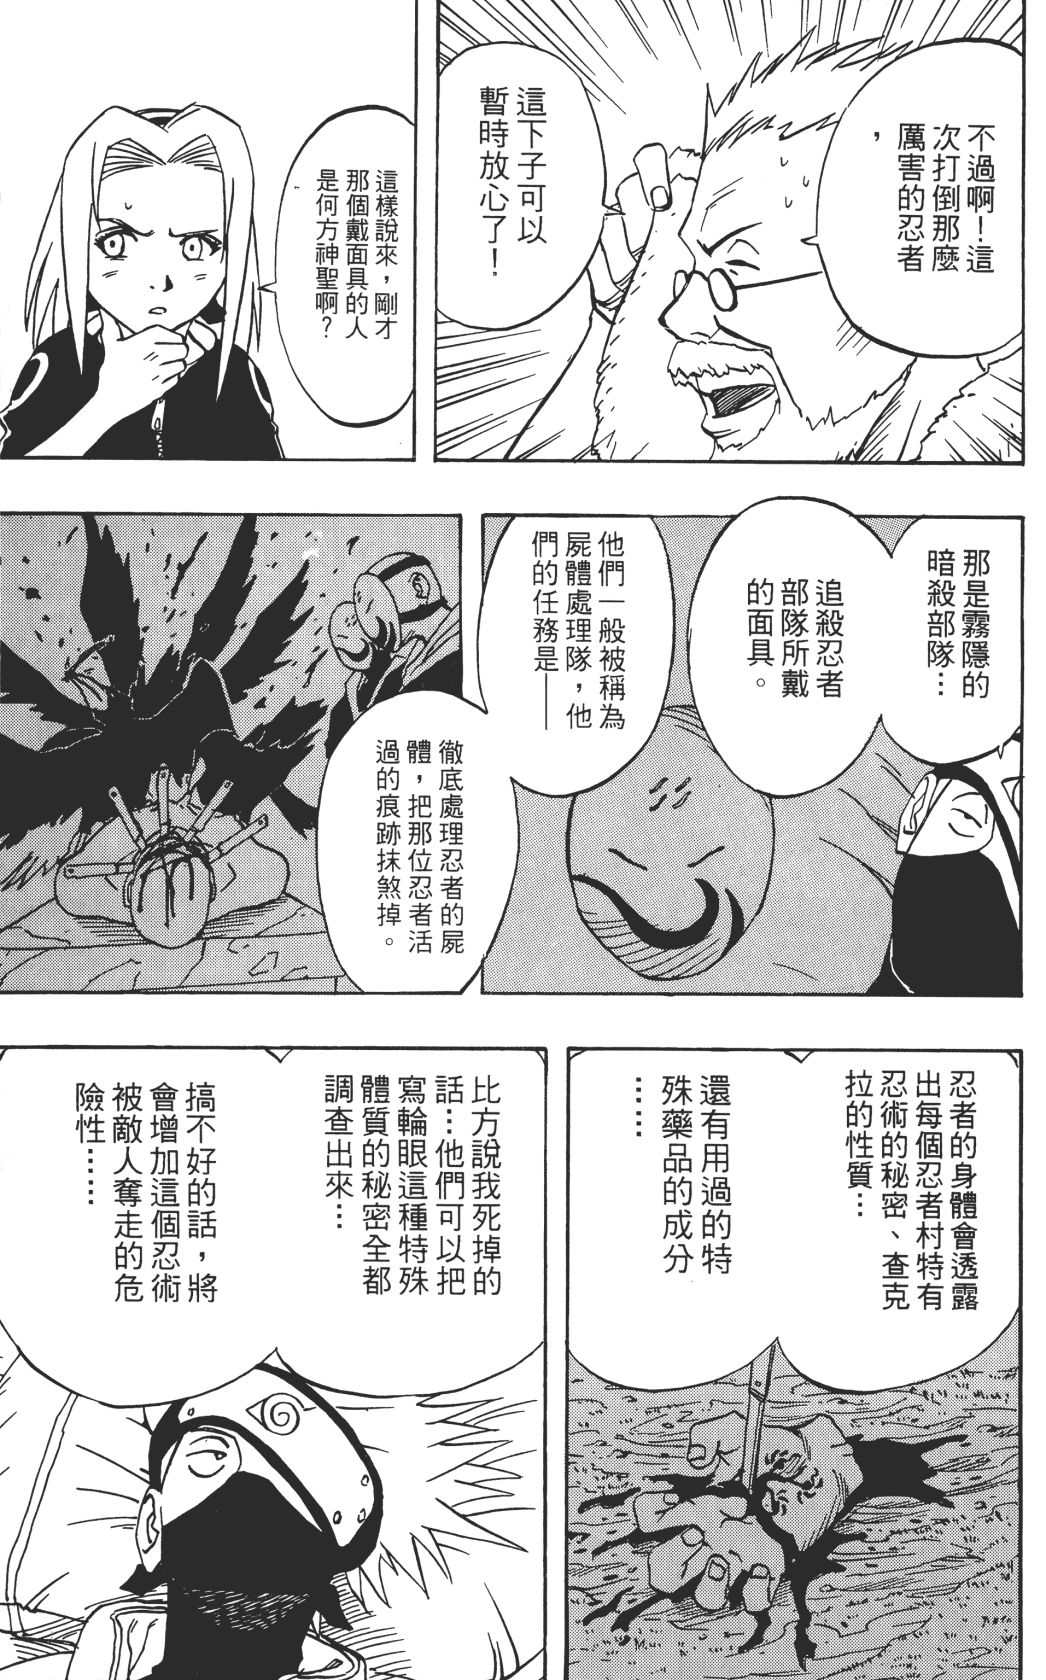 不過啊！這
次打倒那麼
厲害的忍者
，
這下子可以
暫時放心了！
這樣說來，剛才
那個戴面具的人
是何方神聖啊？
那是霧隱的
暗殺部隊…
追殺忍者
部隊所戴
的面具。
他們一般被稱為
屍體處理隊，他
們的任務是——
徹底處理忍者的屍
體，把那位忍者活
過的痕跡抹煞掉。
忍者的身體會透露
出每個忍者村特有
忍術的秘密、查克
拉的性質…
還有用過的特
殊藥品的成分
……
比方說我死掉的
話…他們可以把
寫輪眼這種特殊
體質的秘密全都
調查出來…
搞不好的話，將
會增加這個忍術
被敵人奪走的危
險性……